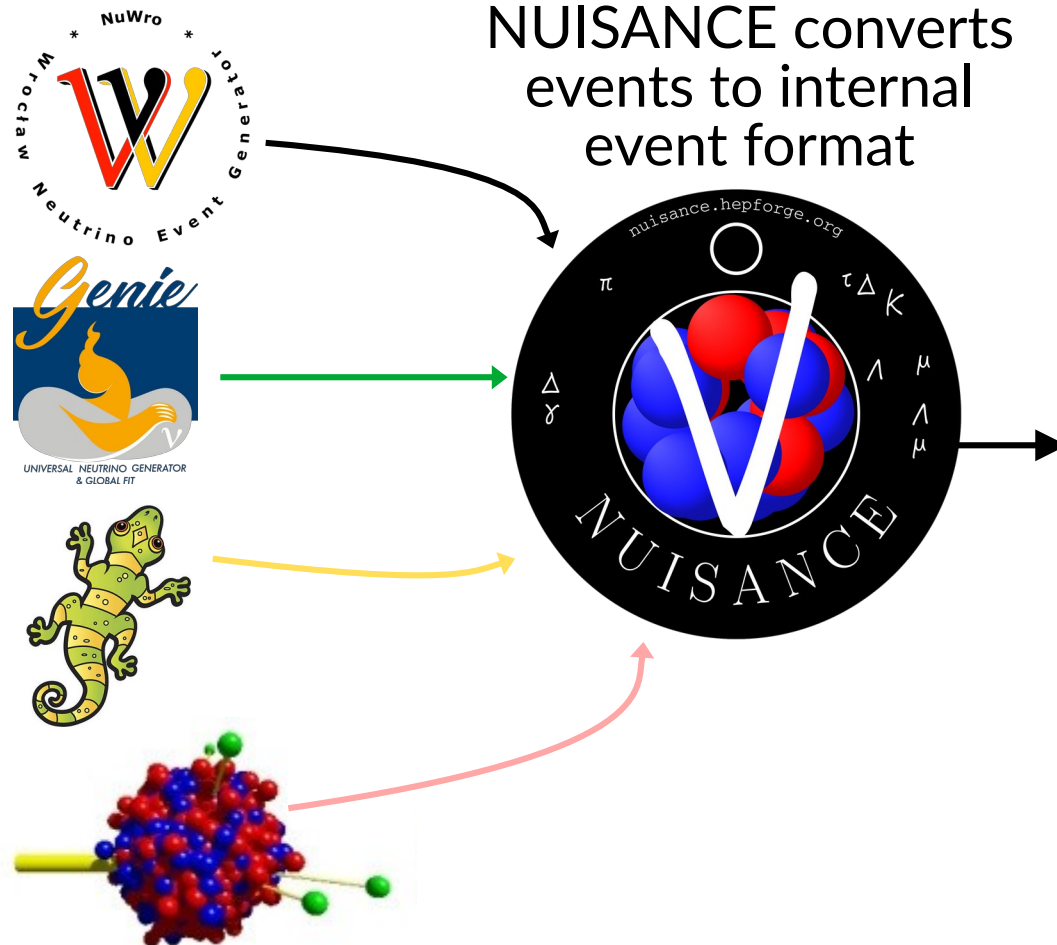 * NuWro *
Wrocław Neutrino Event Generator
NUISANCE converts
events to internal
event format
nuisance.hepforge.org
π
τ Δ K
Λ μ
Δ
γ
Λ
μ
V
NUISANCE
Genie
ν
UNIVERSAL NEUTRINO GENERATOR
& GLOBAL FIT